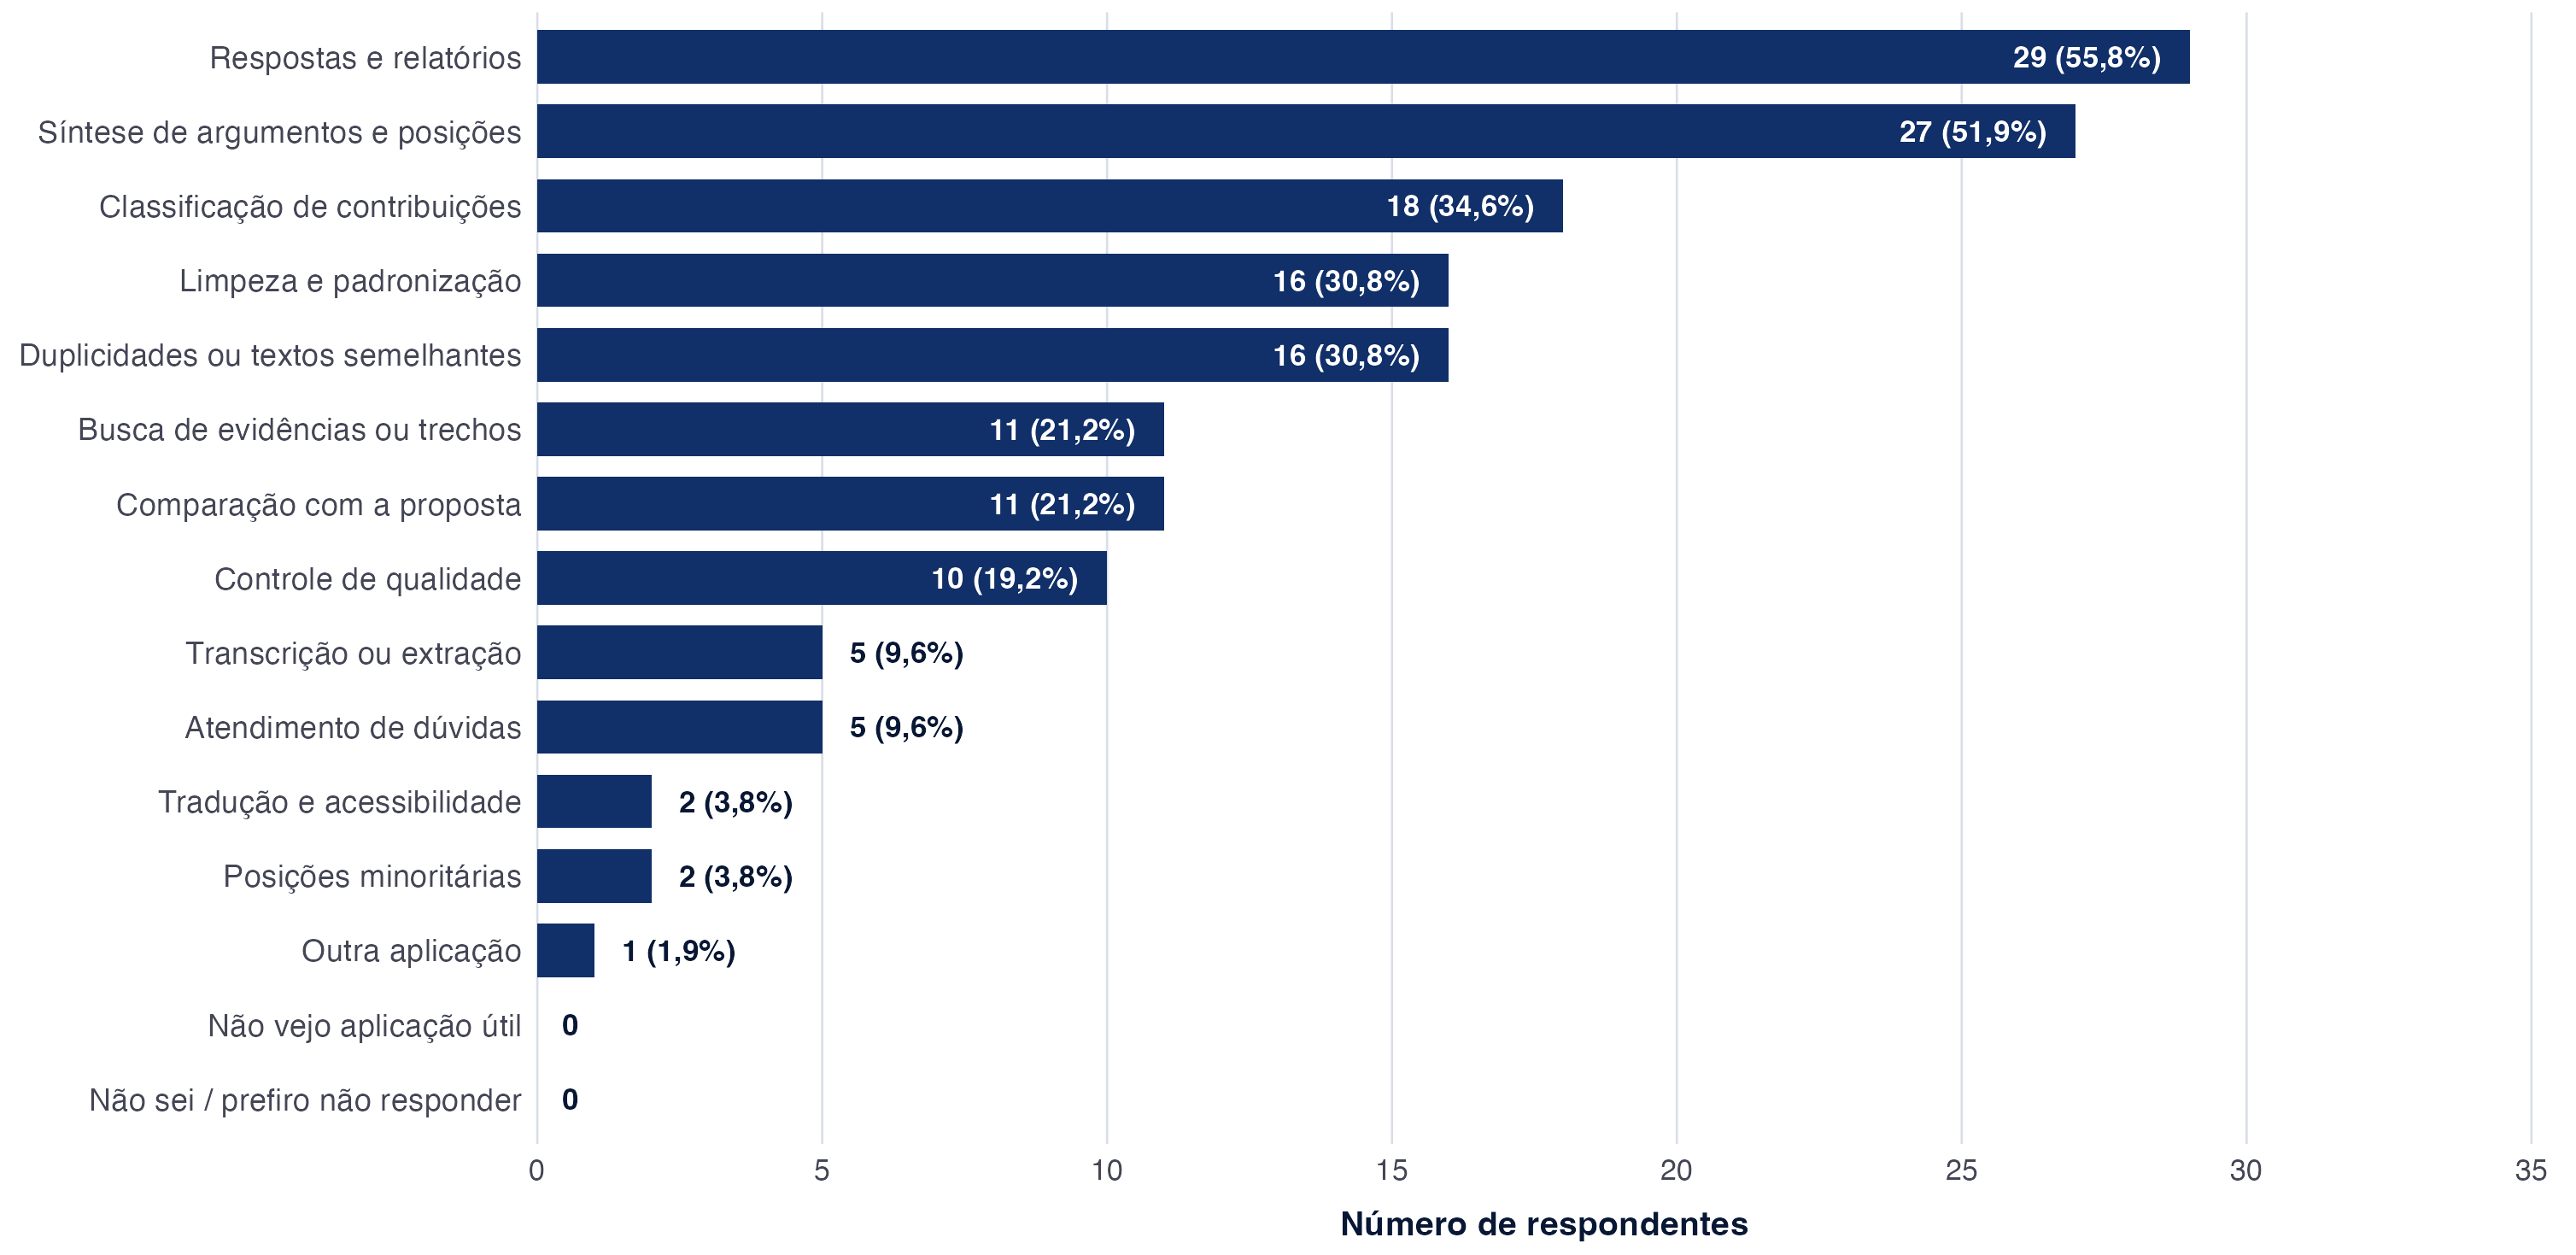 Respostas e relatórios 29 (55,8%)
Síntese de argumentos e posições 27 (51,9%)
Classificação de contribuições 18 (34,6%)
Limpeza e padronização 16 (30,8%)
Duplicidades ou textos semelhantes 16 (30,8%)
Busca de evidências ou trechos 11 (21,2%)
Comparação com a proposta 11 (21,2%)
Controle de qualidade 10 (19,2%)
Transcrição ou extração 5 (9,6%)
Atendimento de dúvidas 5 (9,6%)
Tradução e acessibilidade 2 (3,8%)
Posições minoritárias 2 (3,8%)
Outra aplicação 1 (1,9%)
Não vejo aplicação útil 0
Não sei / prefiro não responder 0
0 5 10 15 20 25 30 35
Número de respondentes